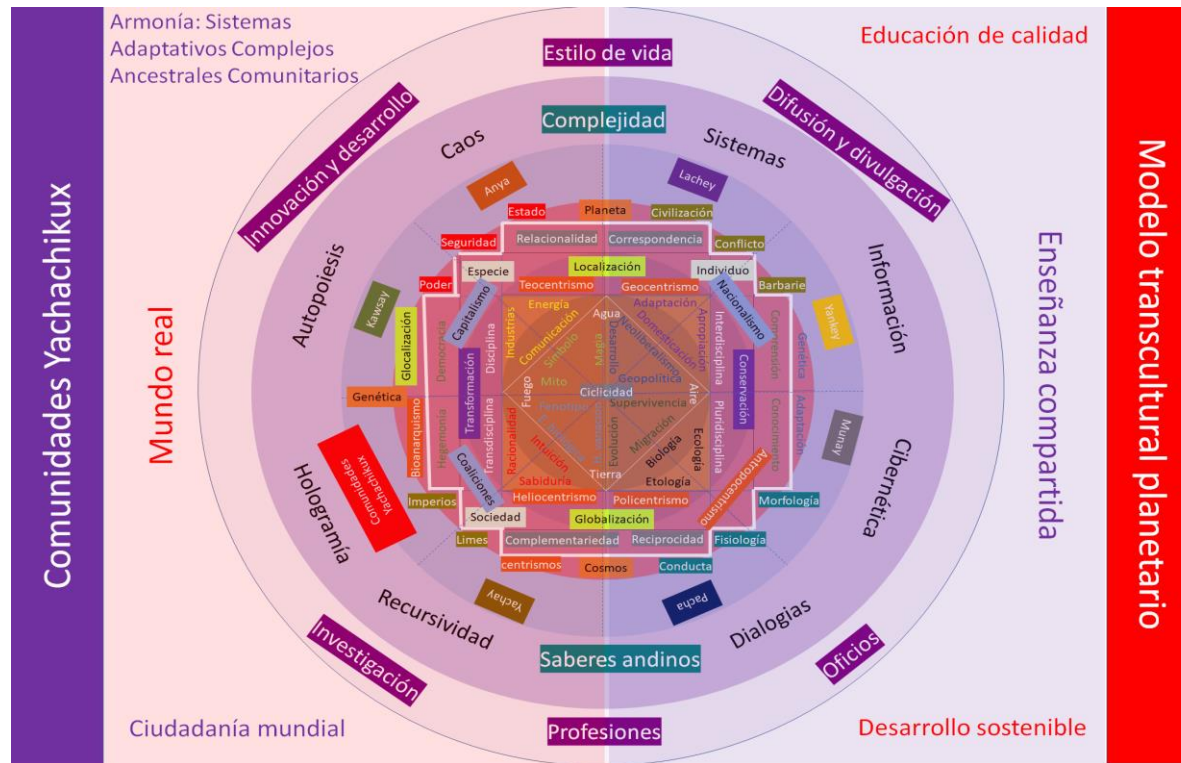 Comunidades Yachachikux
Armonía: Sistemas
Adaptativos Complejos
Ancestrales Comunitarios
Estilo de vida
Educación de calidad
Innovación y desarrollo
Difusión y divulgación
Complejidad
Caos
Sistemas
Anya
Lachey
Estado
Planeta
Civilización
Seguridad
Relacionalidad
Correspondencia
Conflicto
Autopoiesis
Información
Especie
Localización
Individuo
Poder
Teocentrismo
Geocentrismo
Barbarie
Kawsay
Capitalismo
Nacionalismo
Yankey
Energía
Adaptación
Industrias
Comunicación
Símbolo
Agua
Magia
Desarrollo
Neoliberalismo
Domesticación
Apropiación
Interdisciplina
Comprensión
Genética
Glocalización
Democracia
Disciplina
Transformación
Conservación
Mundo real
Enseñanza compartida
Modelo transcultural planetario
Fuego
Mito
Geopolítica
Aire
Ciclicidad
Genética
Bioanarquismo
Hegemonía
Transdisciplina
Racionalidad
Fenotipo
Supervivencia
Pluridisciplina
Conocimiento
Adaptación
Munay
Intuición
Evolución
Migración
Biología
Ecología
Sabiduría
Tierra
Etología
Coaliciones
Antropocentrismo
Cibernética
Hologramía
Comunidades
Yachachikux
Heliocentrismo
Policentrismo
Imperios
Morfología
Sociedad
Globalización
Limes
Complementariedad
Reciprocidad
Fisiología
centrismos
Cosmos
Conducta
Yachay
Pacha
Recursividad
Dialogias
Investigación
Saberes andinos
Oficios
Ciudadanía mundial
Profesiones
Desarrollo sostenible